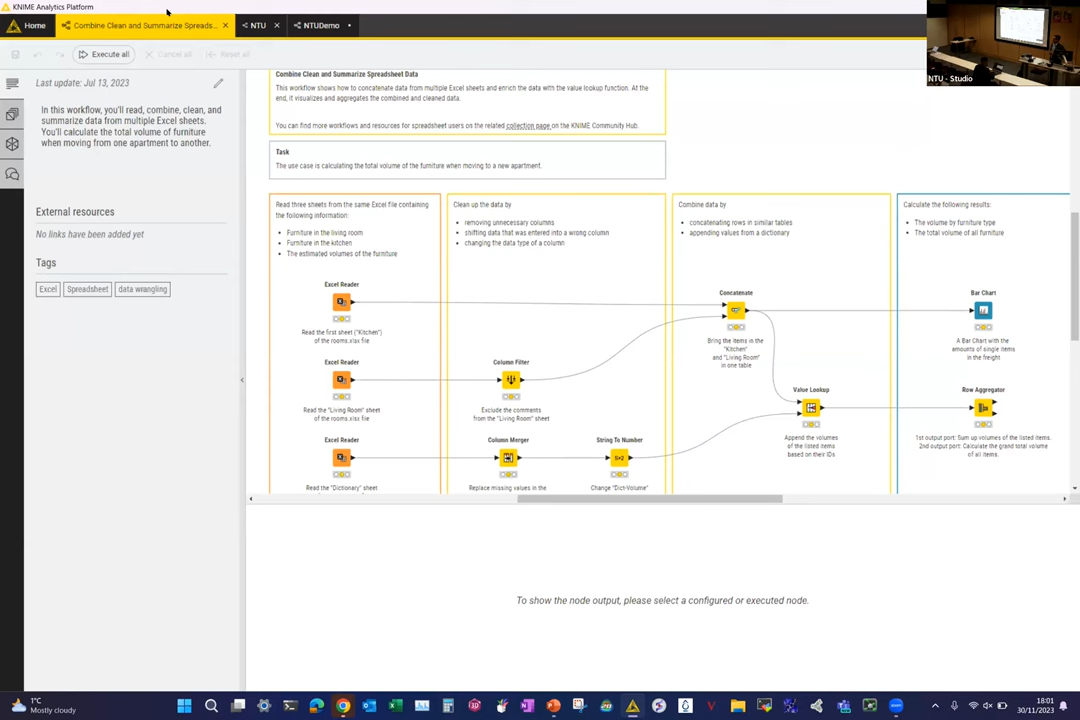 KNIME Analytics Platform
Home
Combine Clean and Summarize Spreads...
NTU
NTUDemo
Execute all
Cancel all
Reset all
Last update: Jul 13, 2023
In this workflow, you'll read, combine, clean, and
summarize data from multiple Excel sheets.
You'll calculate the total volume of furniture
when moving from one apartment to another.
External resources
No links have been added yet
Tags
Excel
Spreadsheet
data wrangling
Combine Clean and Summarize Spreadsheet Data
This workflow shows how to concatenate data from multiple Excel sheets and enrich the data with the value lookup function. At the
end, it visualizes and aggregates the combined and cleaned data.
You can find more workflows and resources for spreadsheet users on the related collection page on the KNIME Community Hub.
Task
The use case is calculating the total volume of the furniture when moving to a new apartment.
Read three sheets from the same Excel file containing
the following information:
• Furniture in the living room
• Furniture in the kitchen
• The estimated volumes of the furniture
Clean up the data by
• removing unnecessary columns
• shifting data that was entered into a wrong column
• changing the data type of a column
Combine data by
• concatenating rows in similar tables
• appending values from a dictionary
Calculate the following results:
• The volume by furniture type
• The total volume of all furniture
Excel Reader
Read the first sheet ("Kitchen")
of the rooms.xlsx file
Concatenate
Bring the items in the
"Kitchen"
and "Living Room"
in one table
Bar Chart
A Bar Chart with the
amounts of single items
in the freight
Excel Reader
Read the "Living Room" sheet
of the rooms.xlsx file
Column Filter
Exclude the comments
from the "Living Room" sheet
Value Lookup
Append the volumes
of the listed items
based on their IDs
Row Aggregator
1st output port: Sum up volumes of the listed items.
2nd output port: Calculate the grand total volume
of all items.
Excel Reader
Read the "Dictionary" sheet
Column Merger
Replace missing values in the
String To Number
S→2
Change "Dict-Volume"
To show the node output, please select a configured or executed node.
NTU - Studio
1°C
Mostly cloudy
18:01
30/11/2023